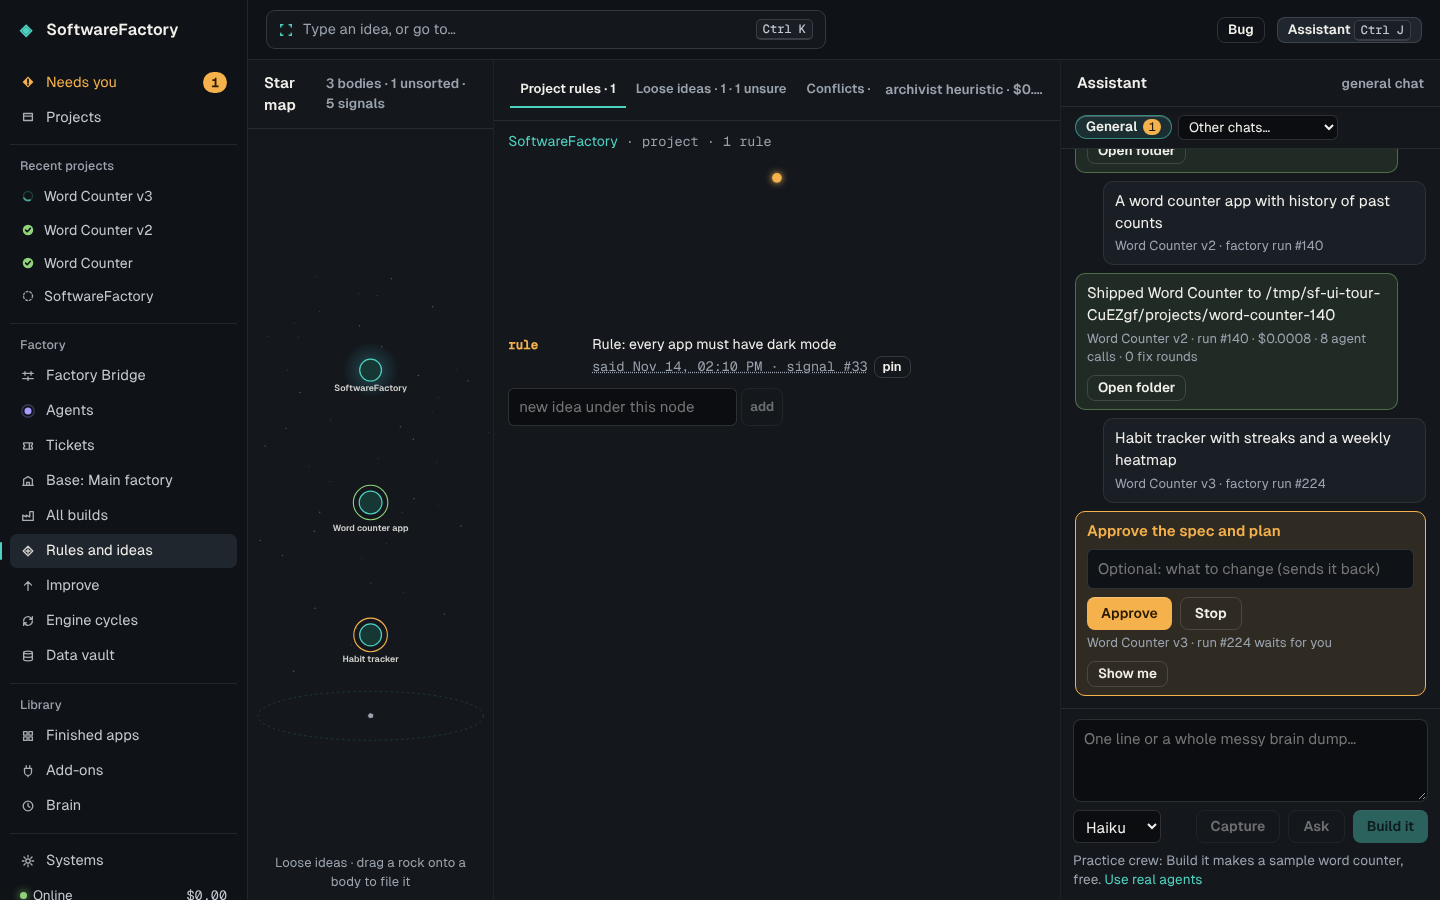 SoftwareFactory
Type an idea, or go to…
Ctrl K
Bug
Assistant Ctrl J
Needs you
1
Projects
Recent projects
Word Counter v3
Word Counter v2
Word Counter
SoftwareFactory
Factory
Factory Bridge
Agents
Tickets
Base: Main factory
All builds
Rules and ideas
Improve
Engine cycles
Data vault
Library
Finished apps
Add-ons
Brain
Systems
Online
$0.00
Star map
3 bodies · 1 unsorted ·
5 signals
SoftwareFactory
Word counter app
Habit tracker
Loose ideas · drag a rock onto a
body to file it
Project rules · 1
Loose ideas · 1 · 1 unsure
Conflicts ·
archivist heuristic · $0.…
SoftwareFactory · project · 1 rule
rule
Rule: every app must have dark mode
said Nov 14, 02:10 PM · signal #33
pin
new idea under this node
add
Assistant
general chat
General 1
Other chats…
Open folder
A word counter app with history of past
counts
Word Counter v2 · factory run #140
Shipped Word Counter to /tmp/sf-ui-tour-
CuEZgf/projects/word-counter-140
Word Counter v2 · run #140 · $0.0008 · 8 agent
calls · 0 fix rounds
Open folder
Habit tracker with streaks and a weekly
heatmap
Word Counter v3 · factory run #224
Approve the spec and plan
Optional: what to change (sends it back)
Approve
Stop
Word Counter v3 · run #224 waits for you
Show me
One line or a whole messy brain dump…
Haiku
Capture
Ask
Build it
Practice crew: Build it makes a sample word counter,
free. Use real agents